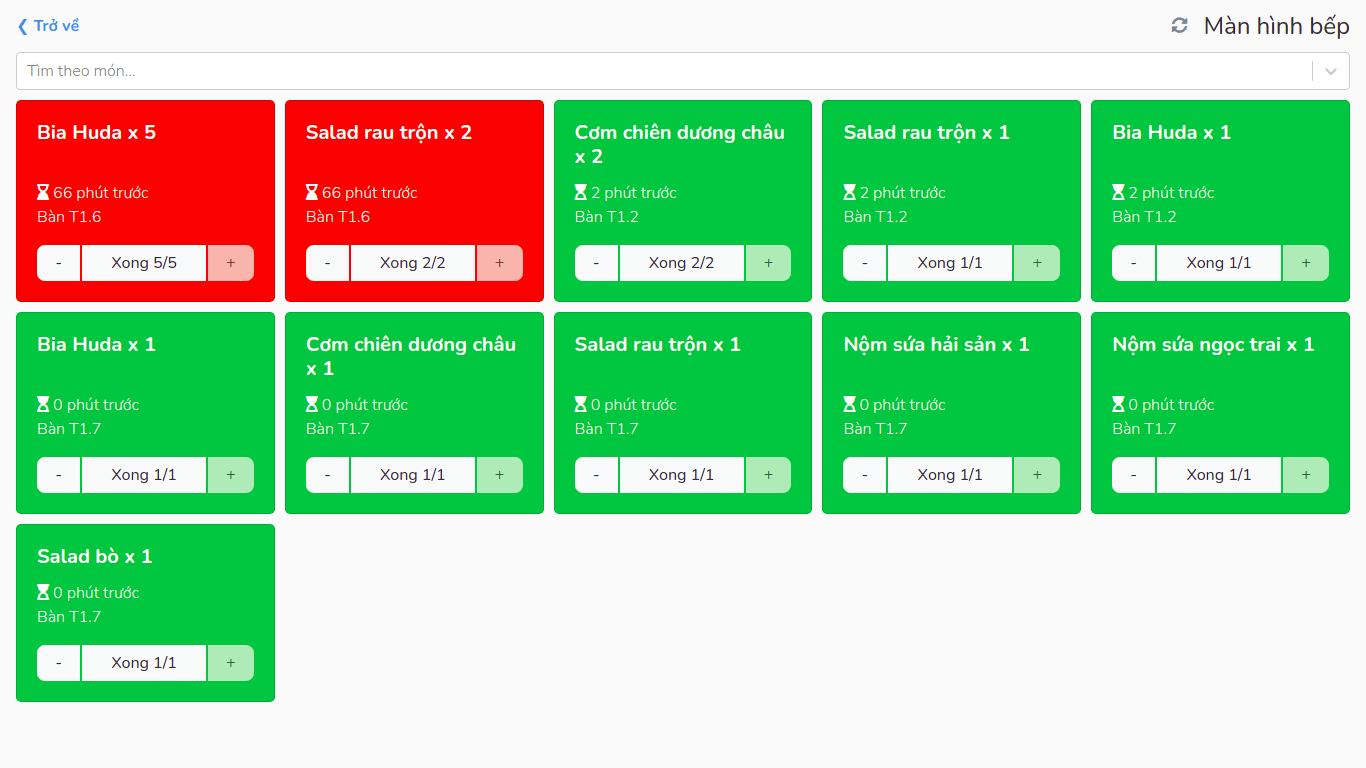 ❮ Trở về
Màn hình bếp
Tìm theo món...
Bia Huda x 5
66 phút trước
Bàn T1.6
- Xong 5/5 +
Salad rau trộn x 2
66 phút trước
Bàn T1.6
- Xong 2/2 +
Cơm chiên dương châu
x 2
2 phút trước
Bàn T1.2
- Xong 2/2 +
Salad rau trộn x 1
2 phút trước
Bàn T1.2
- Xong 1/1 +
Bia Huda x 1
2 phút trước
Bàn T1.2
- Xong 1/1 +
Bia Huda x 1
0 phút trước
Bàn T1.7
- Xong 1/1 +
Cơm chiên dương châu
x 1
0 phút trước
Bàn T1.7
- Xong 1/1 +
Salad rau trộn x 1
0 phút trước
Bàn T1.7
- Xong 1/1 +
Nộm sứa hải sản x 1
0 phút trước
Bàn T1.7
- Xong 1/1 +
Nộm sứa ngọc trai x 1
0 phút trước
Bàn T1.7
- Xong 1/1 +
Salad bò x 1
0 phút trước
Bàn T1.7
- Xong 1/1 +